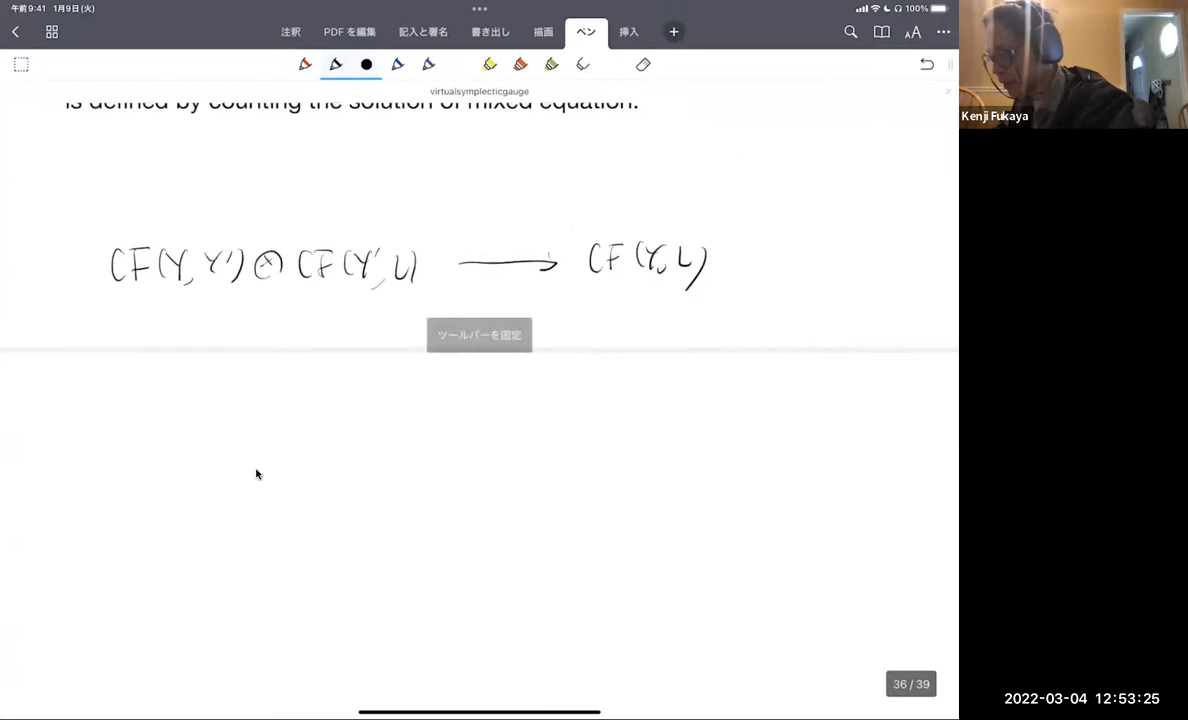 午前9:41 1月9日(火)
100%
注釈 PDF を編集 記入と署名 書き出し 描画 ペン 挿入
AA
virtualsymplecticgauge
is defined by counting the solution of mixed equation.
Kenji Fukaya
CF(Y, Y') ⊗ CF(Y', L) → CF(Y, L)
ツールバーを固定
36 / 39
2022-03-04 12:53:25